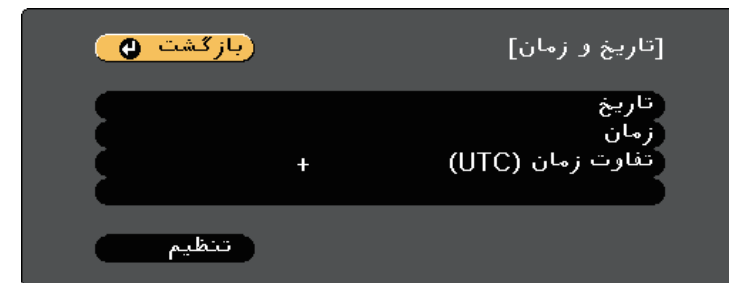 [تاریخ و زمان] بازگشت
تاریخ
زمان
تفاوت زمان (UTC) +
تنظیم